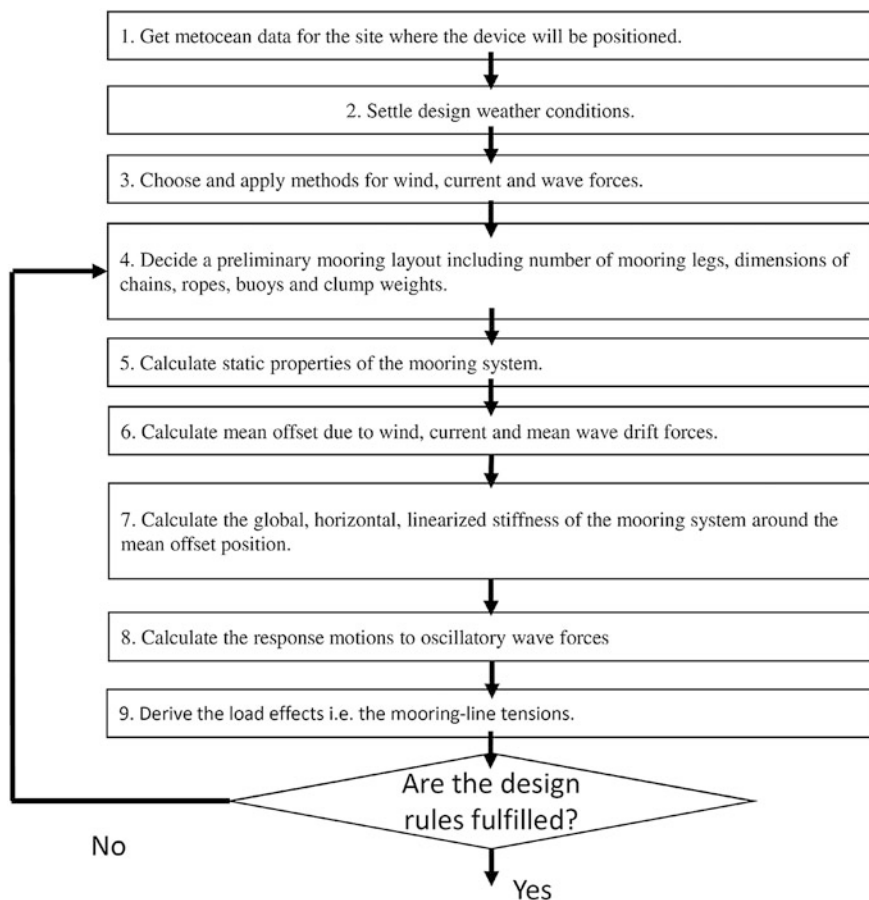 1. Get metocean data for the site where the device will be positioned.
2. Settle design weather conditions.
3. Choose and apply methods for wind, current and wave forces.
4. Decide a preliminary mooring layout including number of mooring legs, dimensions of
chains, ropes, buoys and clump weights.
5. Calculate static properties of the mooring system.
6. Calculate mean offset due to wind, current and mean wave drift forces.
7. Calculate the global, horizontal, linearized stiffness of the mooring system around the
mean offset position.
8. Calculate the response motions to oscillatory wave forces
9. Derive the load effects i.e. the mooring-line tensions.
Are the design
rules fulfilled?
No
Yes